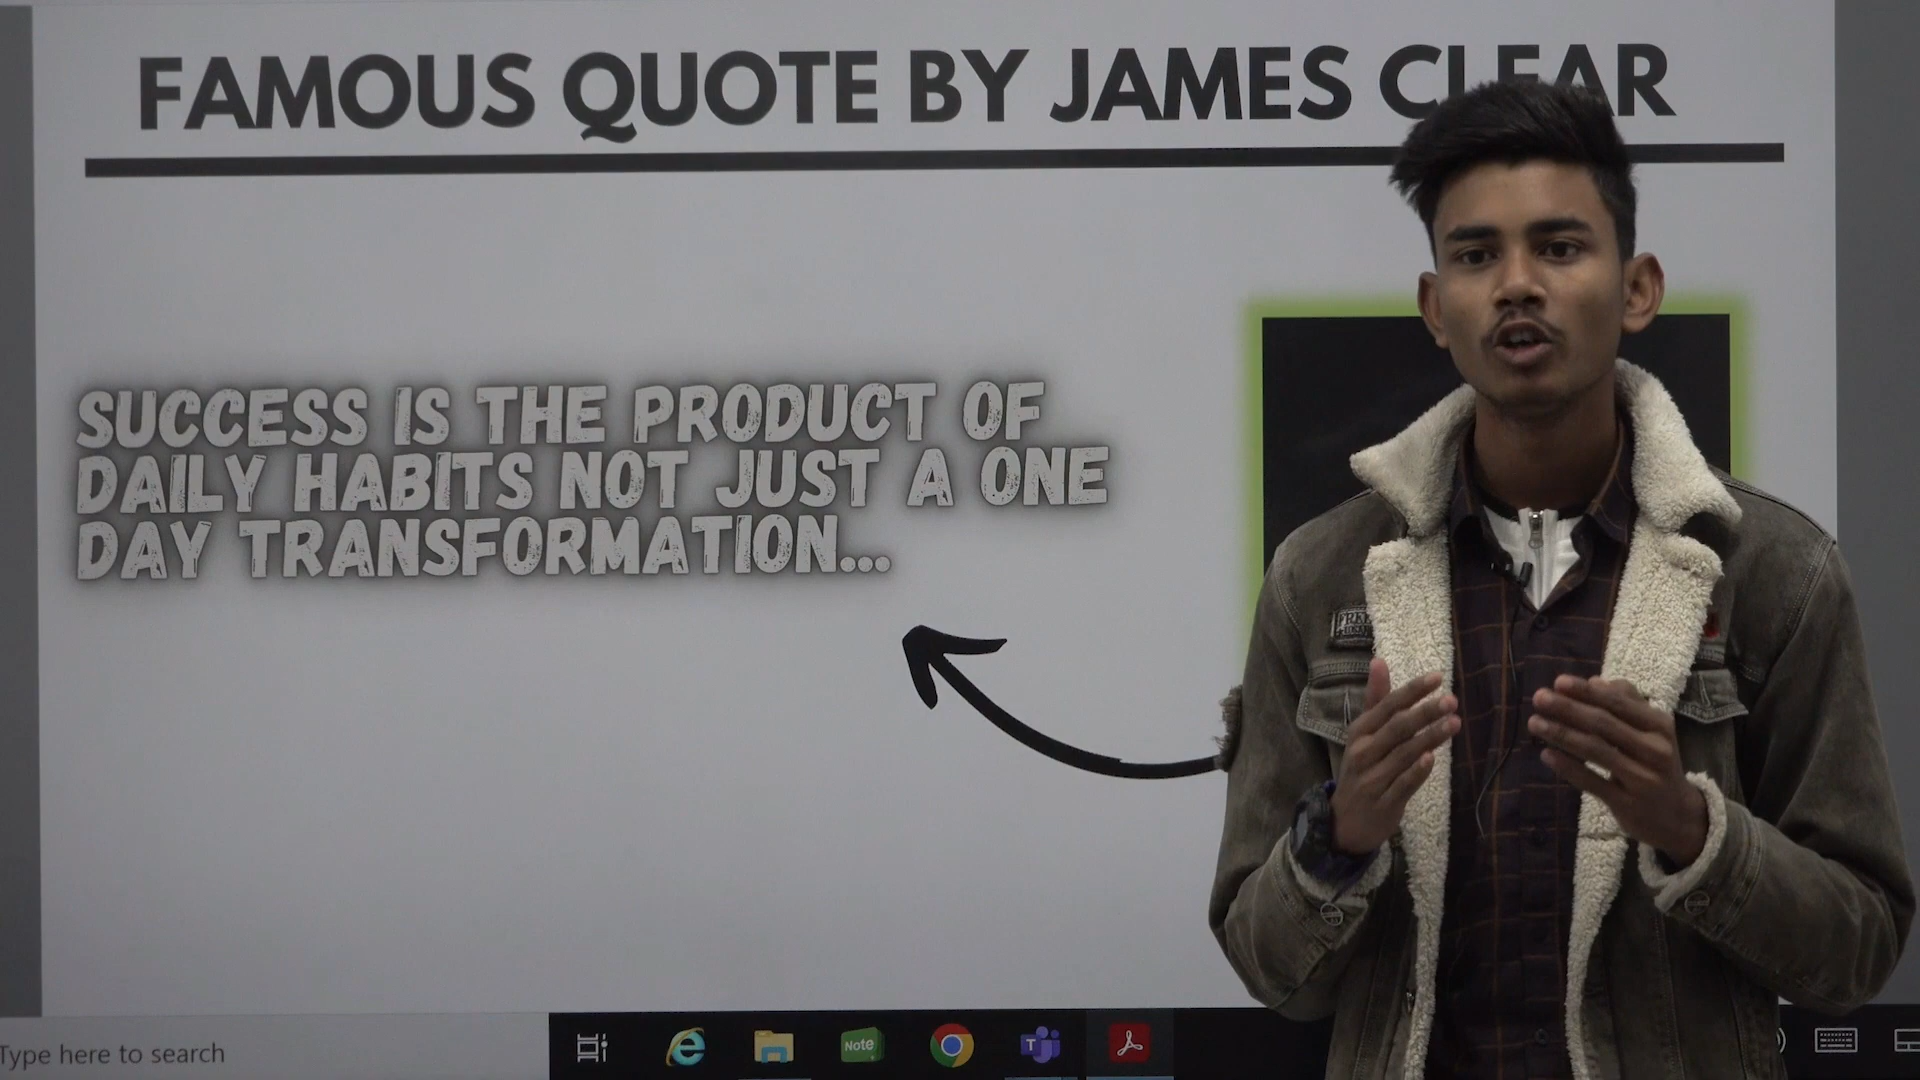 FAMOUS QUOTE BY JAMES CLEAR
SUCCESS IS THE PRODUCT OF
DAILY HABITS NOT JUST A ONE
DAY TRANSFORMATION...
Type here to search
Note
T